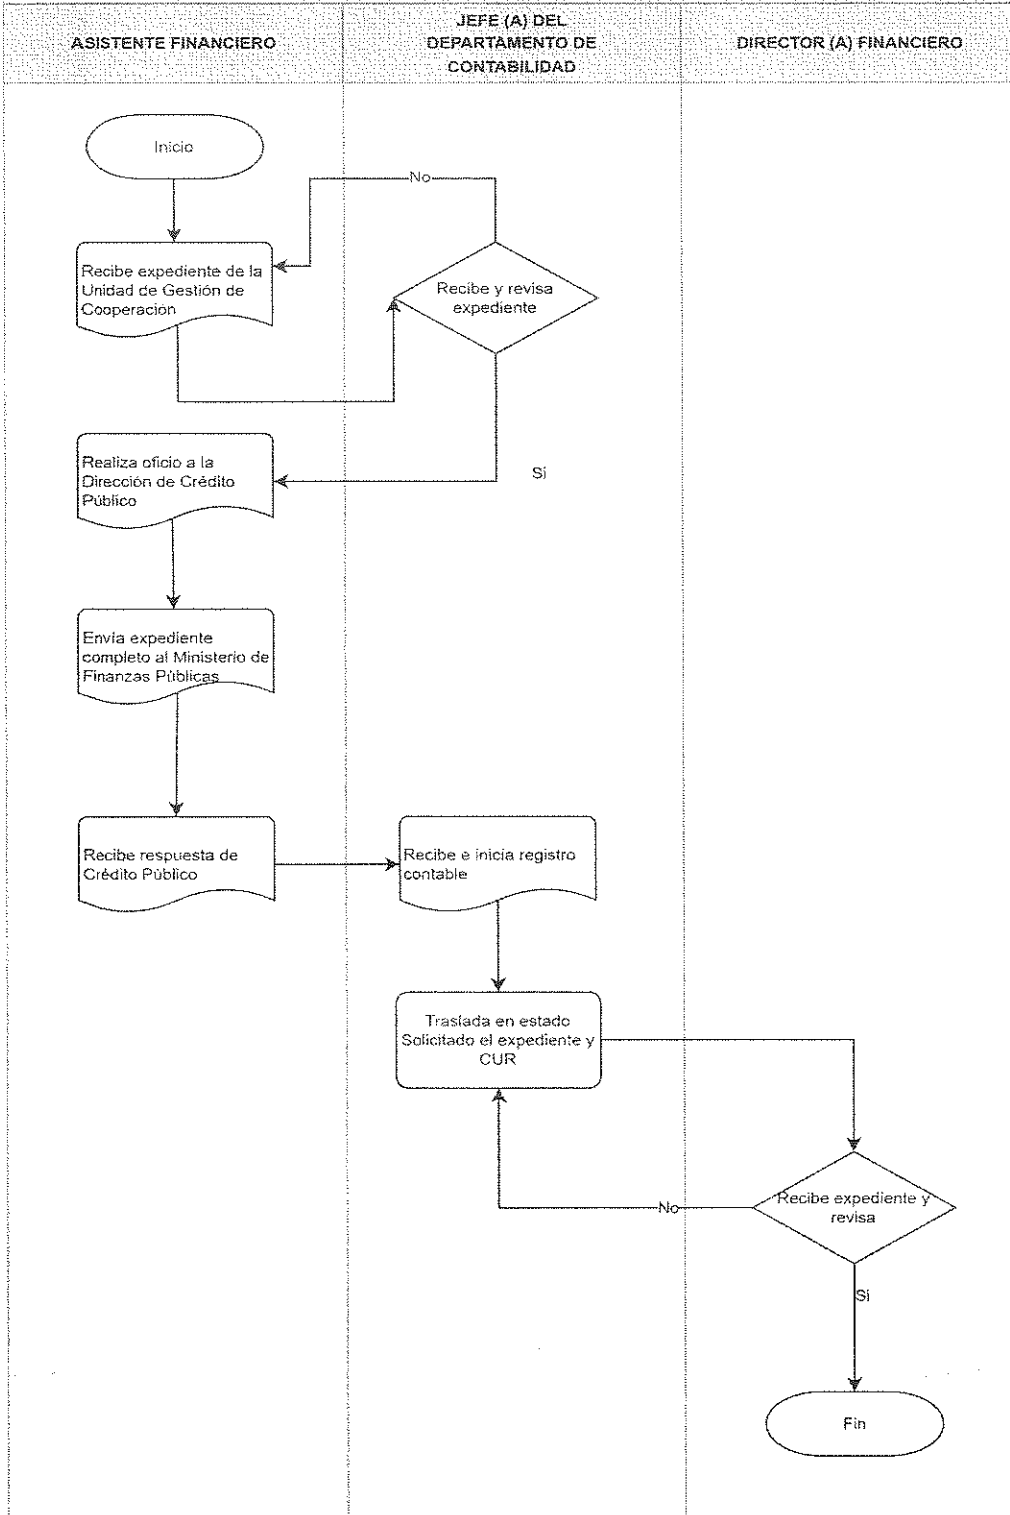 ASISTENTE FINANCIERO
JEFE (A) DEL
DEPARTAMENTO DE
CONTABILIDAD
DIRECTOR (A) FINANCIERO
Inicio
No
Recibe expediente de la
Unidad de Gestión de
Cooperación
Recibe y revisa
expediente
Realiza oficio a la
Dirección de Crédito
Público
Si
Envía expediente
completo al Ministerio de
Finanzas Públicas
Recibe respuesta de
Crédito Público
Recibe e inicia registro
contable
Traslada en estado
Solicitado el expediente y
CUR
Recibe expediente y
revisa
No
Si
Fin